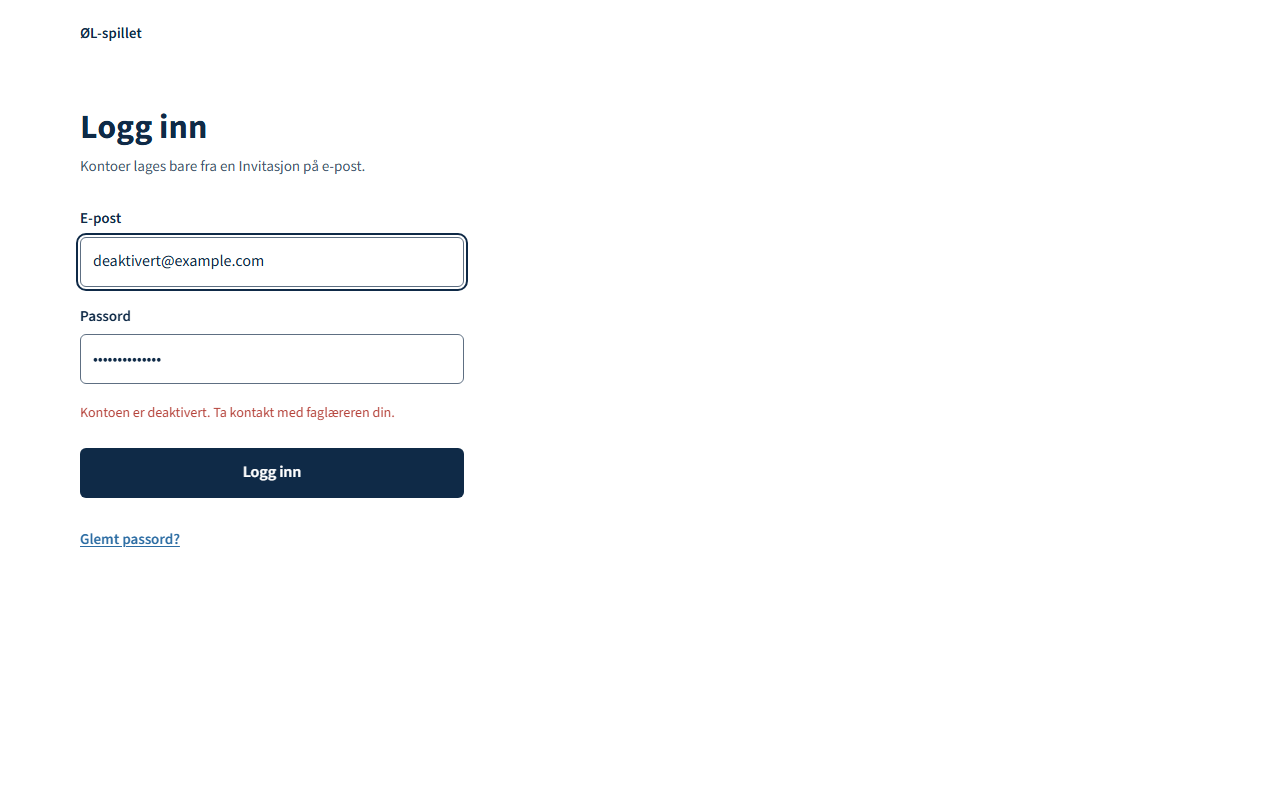 ØL-spillet
Logg inn
Kontoer lages bare fra en Invitasjon på e-post.
E-post
deaktivert@example.com
Passord
••••••••••••••
Kontoen er deaktivert. Ta kontakt med faglæreren din.
Logg inn
Glemt passord?